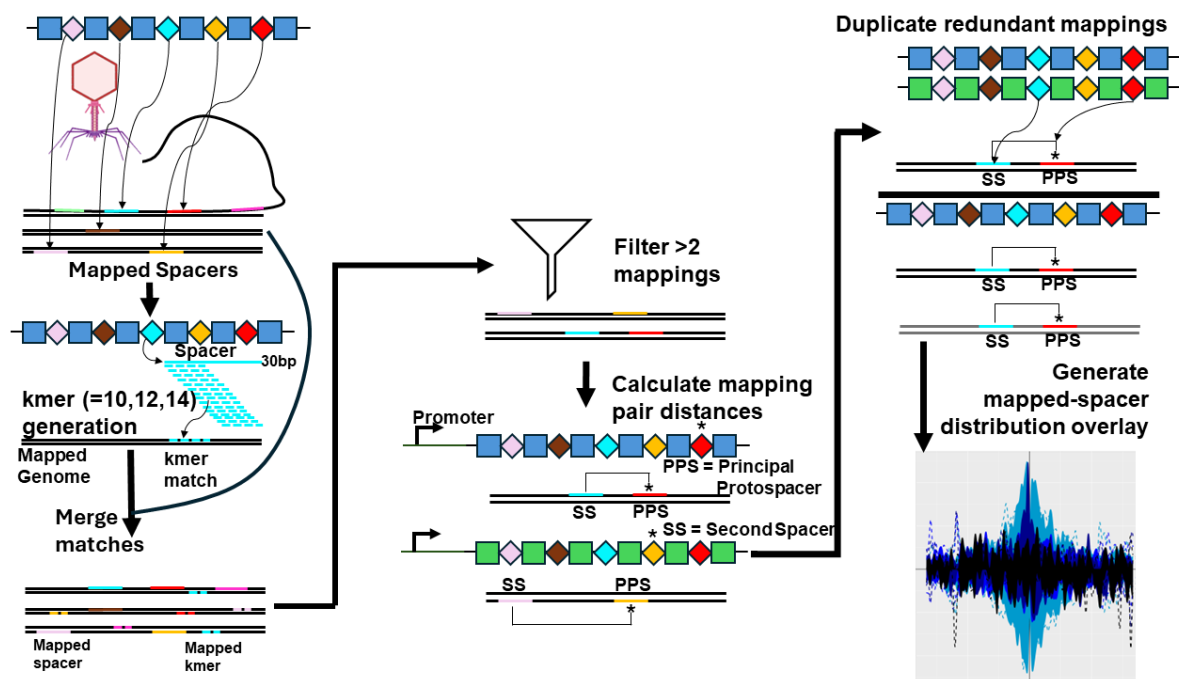 Mapped Spacers
Spacer
30bp
kmer (=10,12,14)
generation
Mapped
Genome
kmer
match
Merge
matches
Mapped
spacer
Mapped
kmer
Filter >2
mappings
Calculate mapping
pair distances
Promoter
*
PPS = Principal
Protospacer
*
SS
PPS
SS = Second Spacer
*
SS
PPS
*
Duplicate redundant mappings
*
SS
PPS
*
SS
PPS
*
SS
PPS
Generate
mapped-spacer
distribution overlay